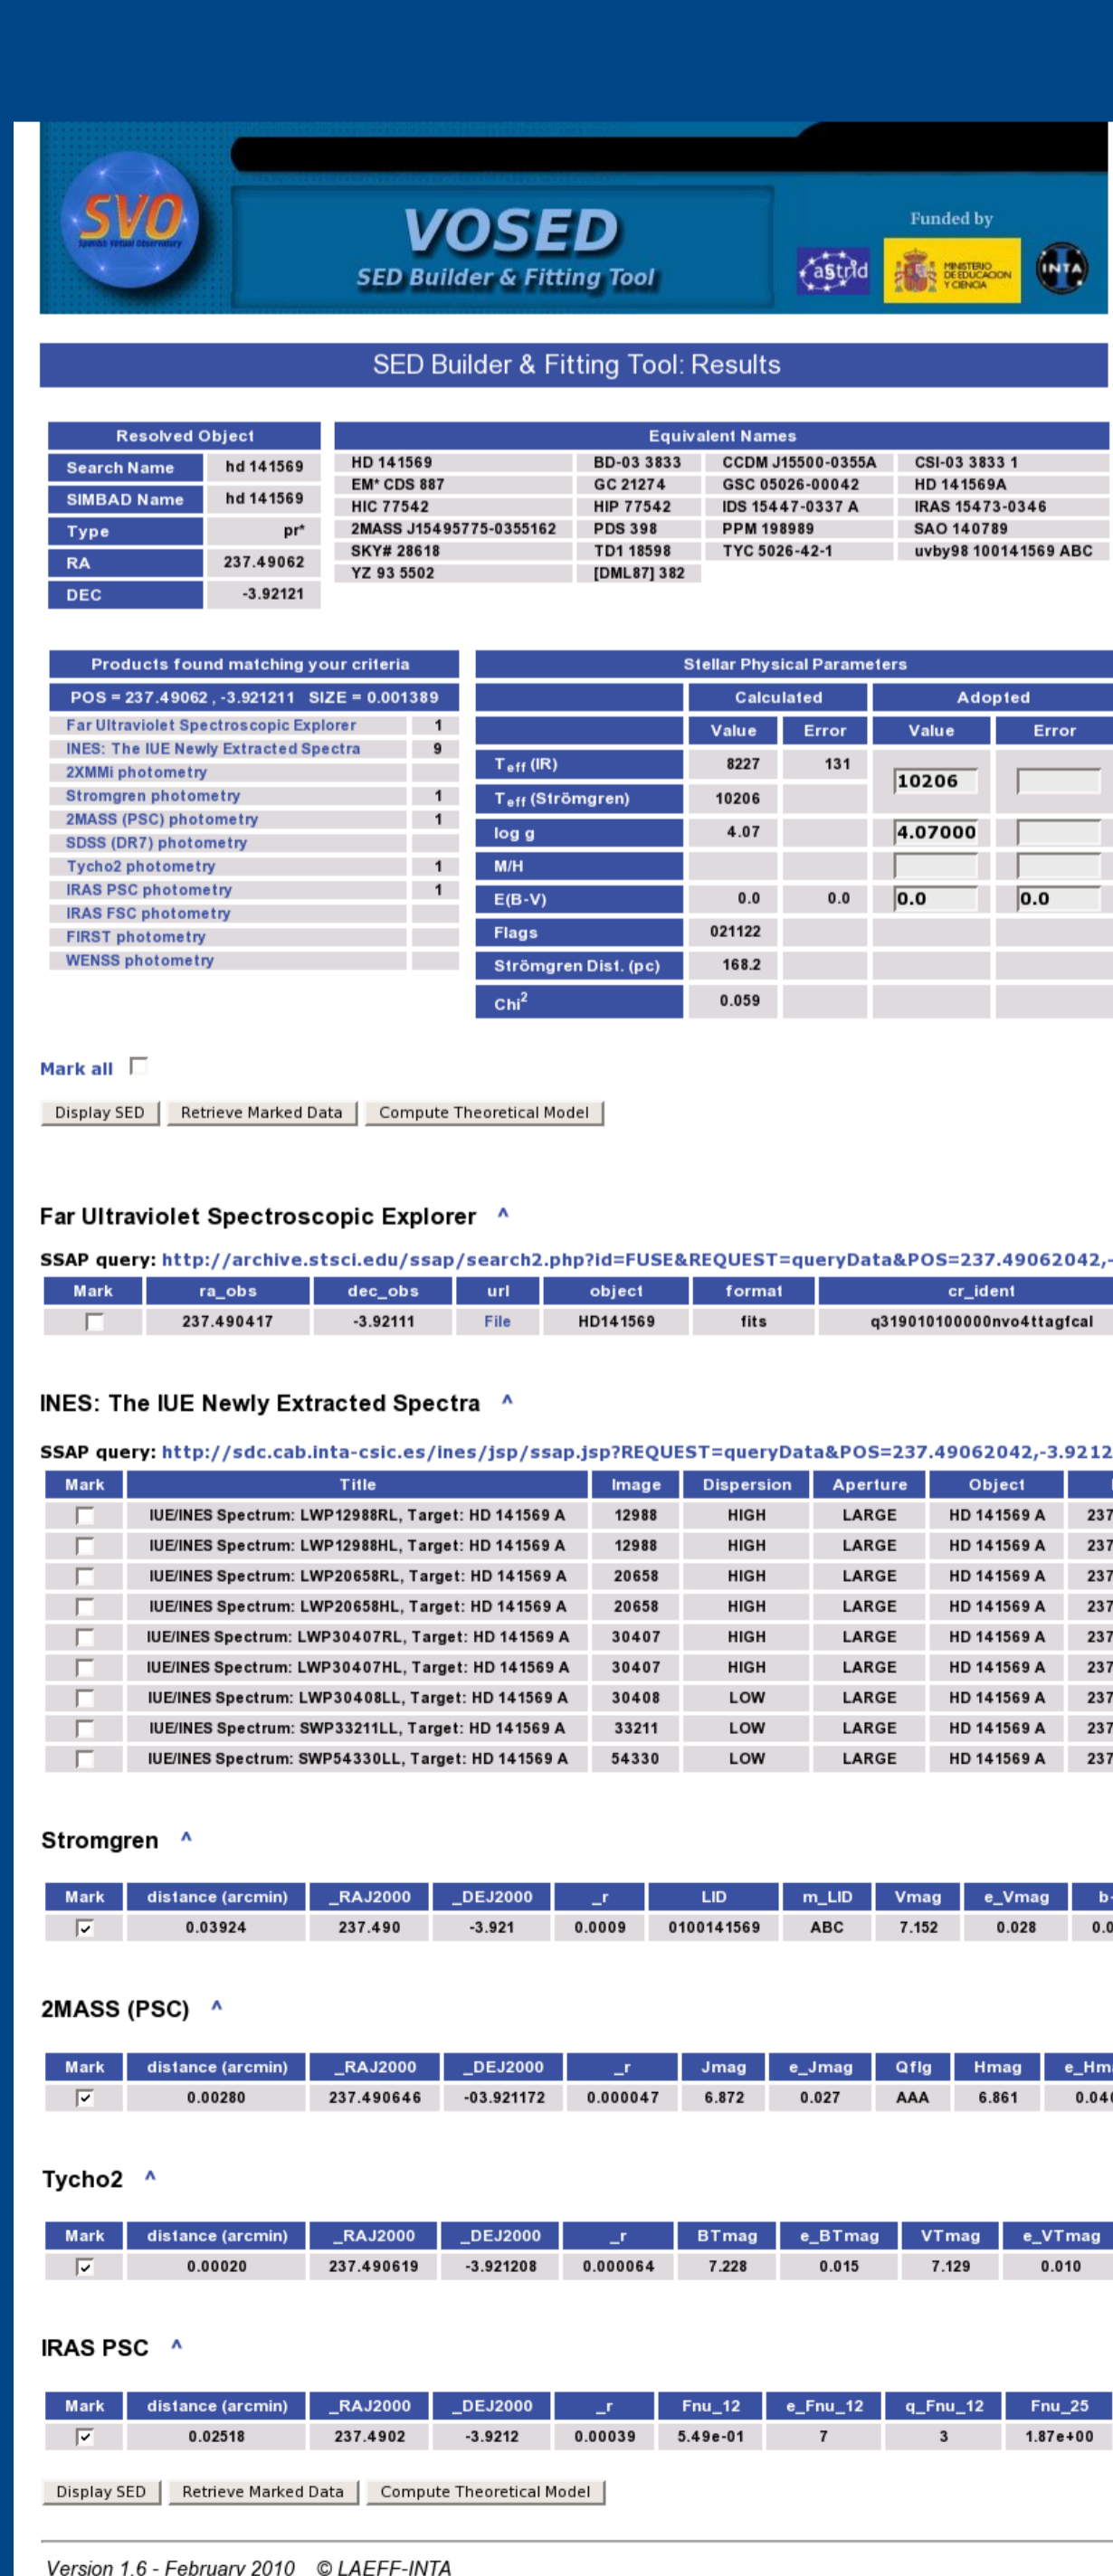 SVO
Spanish Virtual Observatory
VOSED
SED Builder & Fitting Tool
Funded by
astrid
MINISTERIO
DE EDUCACION
Y CIENCIA
INTA
SED Builder & Fitting Tool: Results
Resolved Object
Search Name hd 141569
SIMBAD Name hd 141569
Type pr*
RA 237.49062
DEC -3.92121
Equivalent Names
HD 141569 BD-03 3833 CCDM J15500-0355A CSI-03 3833 1
EM* CDS 887 GC 21274 GSC 05026-00042 HD 141569A
HIC 77542 HIP 77542 IDS 15447-0337 A IRAS 15473-0346
2MASS J15495775-0355162 PDS 398 PPM 198989 SAO 140789
SKY# 28618 TD1 18598 TYC 5026-42-1 uvby98 100141569 ABC
YZ 93 5502 [DML87] 382
Products found matching your criteria
POS = 237.49062 , -3.921211 SIZE = 0.001389
Far Ultraviolet Spectroscopic Explorer 1
INES: The IUE Newly Extracted Spectra 9
2XMMi photometry
Stromgren photometry 1
2MASS (PSC) photometry 1
SDSS (DR7) photometry
Tycho2 photometry 1
IRAS PSC photometry 1
IRAS FSC photometry
FIRST photometry
WENSS photometry
Stellar Physical Parameters
Calculated Adopted
Value Error Value Error
Teff (IR) 8227 131
10206
Teff (Strömgren) 10206
log g 4.07 4.07000
M/H
E(B-V) 0.0 0.0 0.0 0.0
Flags 021122
Strömgren Dist. (pc) 168.2
Chi2 0.059
Mark all
Display SED Retrieve Marked Data Compute Theoretical Model
Far Ultraviolet Spectroscopic Explorer ^
SSAP query: http://archive.stsci.edu/ssap/search2.php?id=FUSE&REQUEST=queryData&POS=237.49062042,-
Mark ra_obs dec_obs url object format cr_ident
237.490417 -3.92111 File HD141569 fits q319010100000nvo4ttagfcal
INES: The IUE Newly Extracted Spectra ^
SSAP query: http://sdc.cab.inta-csic.es/ines/jsp/ssap.jsp?REQUEST=queryData&POS=237.49062042,-3.9212
Mark Title Image Dispersion Aperture Object
IUE/INES Spectrum: LWP12988RL, Target: HD 141569 A 12988 HIGH LARGE HD 141569 A 237
IUE/INES Spectrum: LWP12988HL, Target: HD 141569 A 12988 HIGH LARGE HD 141569 A 237
IUE/INES Spectrum: LWP20658RL, Target: HD 141569 A 20658 HIGH LARGE HD 141569 A 237
IUE/INES Spectrum: LWP20658HL, Target: HD 141569 A 20658 HIGH LARGE HD 141569 A 237
IUE/INES Spectrum: LWP30407RL, Target: HD 141569 A 30407 HIGH LARGE HD 141569 A 237
IUE/INES Spectrum: LWP30407HL, Target: HD 141569 A 30407 HIGH LARGE HD 141569 A 237
IUE/INES Spectrum: LWP30408LL, Target: HD 141569 A 30408 LOW LARGE HD 141569 A 237
IUE/INES Spectrum: SWP33211LL, Target: HD 141569 A 33211 LOW LARGE HD 141569 A 237
IUE/INES Spectrum: SWP54330LL, Target: HD 141569 A 54330 LOW LARGE HD 141569 A 237
Stromgren ^
Mark distance (arcmin) _RAJ2000 _DEJ2000 _r LID m_LID Vmag e_Vmag b-
0.03924 237.490 -3.921 0.0009 0100141569 ABC 7.152 0.028 0.0
2MASS (PSC) ^
Mark distance (arcmin) _RAJ2000 _DEJ2000 _r Jmag e_Jmag Qflg Hmag e_Hm
0.00280 237.490646 -03.921172 0.000047 6.872 0.027 AAA 6.861 0.04
Tycho2 ^
Mark distance (arcmin) _RAJ2000 _DEJ2000 _r BTmag e_BTmag VTmag e_VTmag
0.00020 237.490619 -3.921208 0.000064 7.228 0.015 7.129 0.010
IRAS PSC ^
Mark distance (arcmin) _RAJ2000 _DEJ2000 _r Fnu_12 e_Fnu_12 q_Fnu_12 Fnu_25
0.02518 237.4902 -3.9212 0.00039 5.49e-01 7 3 1.87e+00
Display SED Retrieve Marked Data Compute Theoretical Model
Version 1.6 - February 2010 © LAEFF-INTA